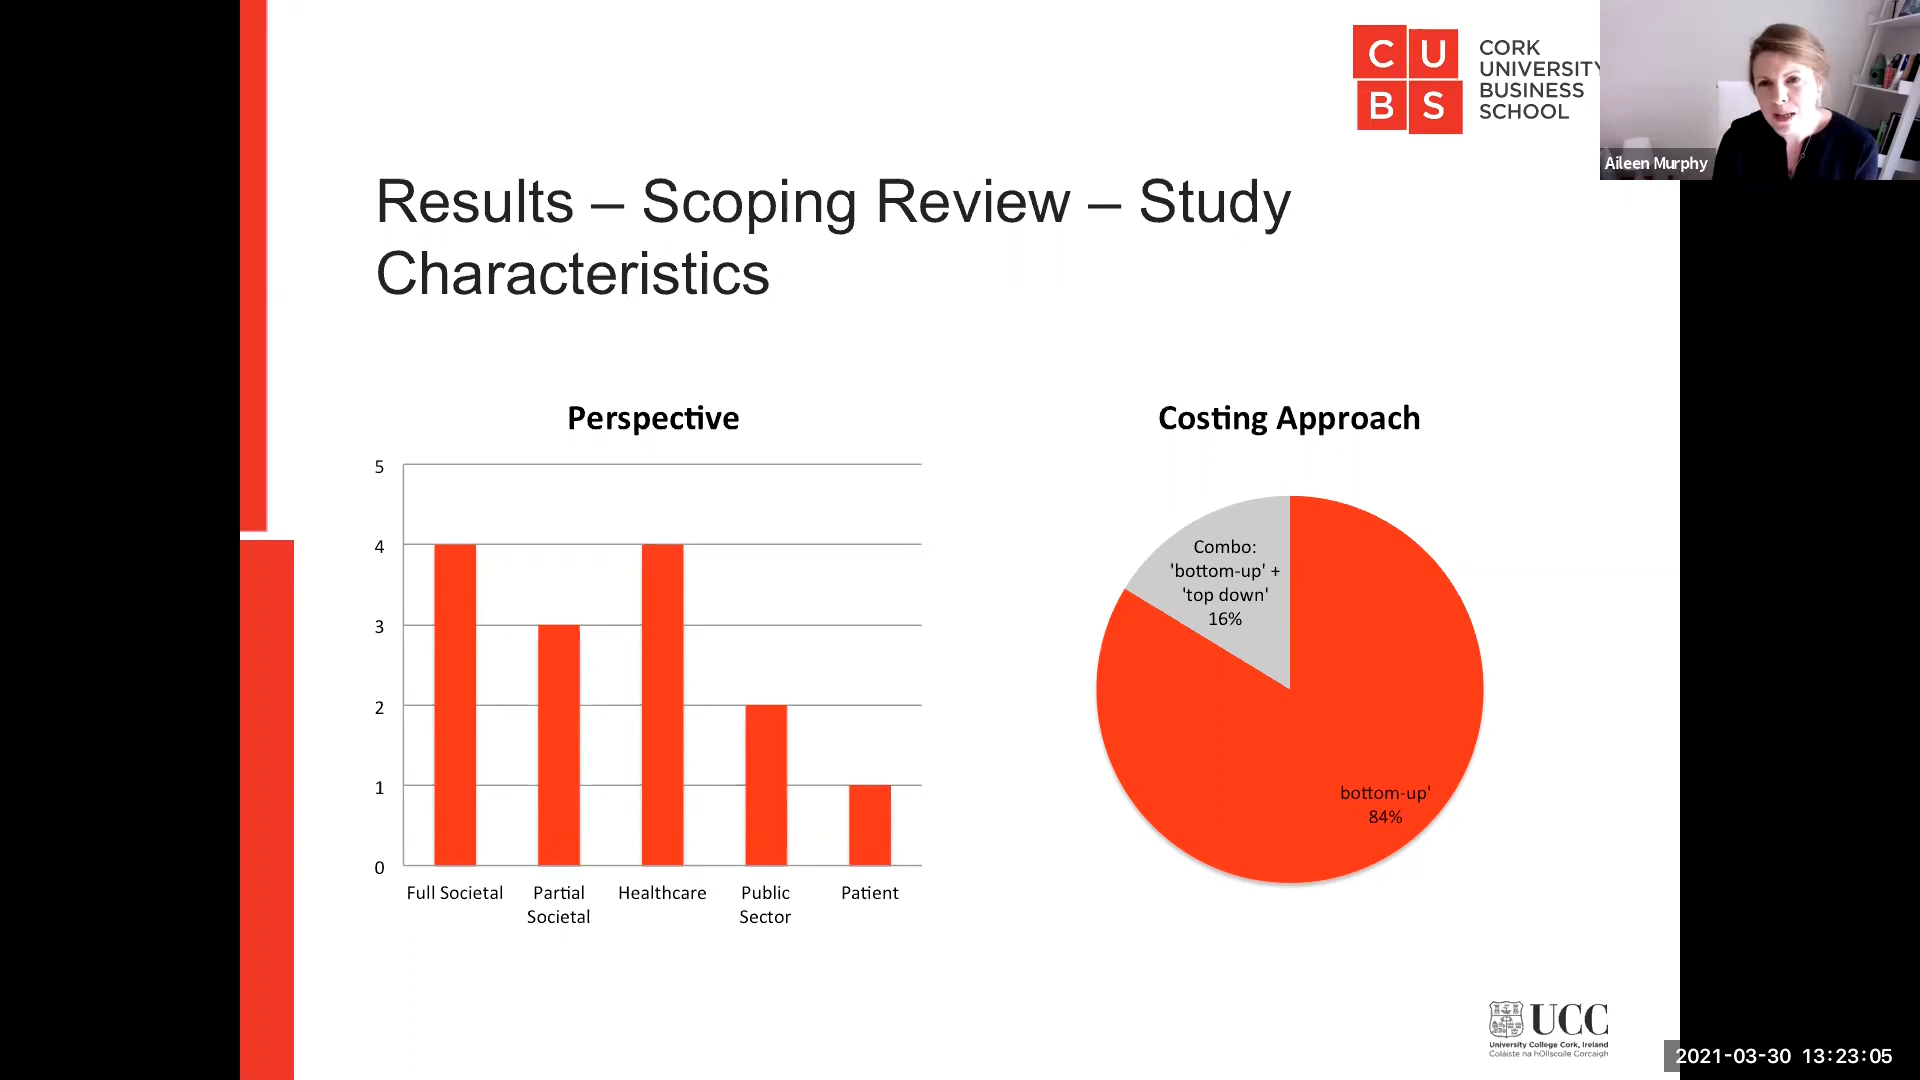 CU
BS
CORK
UNIVERSITY
BUSINESS
SCHOOL
Aileen Murphy
Results – Scoping Review – Study
Characteristics
Perspective
5
4
3
2
1
0
Full Societal
Partial
Societal
Healthcare
Public
Sector
Patient
Costing Approach
Combo:
'bottom-up' +
'top down'
16%
bottom-up'
84%
UCC
University College Cork, Ireland
Coláiste na hOllscoile Corcaigh
2021-03-30 13:23:05